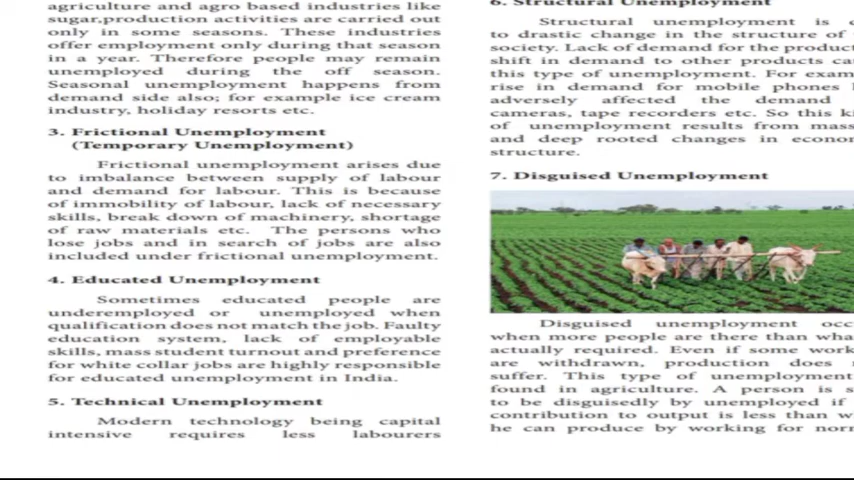 agriculture and agro based industries like
sugar,production activities are carried out
only in some seasons. These industries
offer employment only during that season
in a year. Therefore people may remain
unemployed during the off season.
Seasonal unemployment happens from
demand side also; for example ice cream
industry, holiday resorts etc.
3. Frictional Unemployment
(Temporary Unemployment)
Frictional unemployment arises due
to imbalance between supply of labour
and demand for labour. This is because
of immobility of labour, lack of necessary
skills, break down of machinery, shortage
of raw materials etc. The persons who
lose jobs and in search of jobs are also
included under frictional unemployment.
4. Educated Unemployment
Sometimes educated people are
underemployed or unemployed when
qualification does not match the job. Faulty
education system, lack of employable
skills, mass student turnout and preference
for white collar jobs are highly responsible
for educated unemployment in India.
5. Technical Unemployment
Modern technology being capital
intensive requires less labourers
6. Structural Unemployment
Structural unemployment is
to drastic change in the structure of
society. Lack of demand for the product
shift in demand to other products
this type of unemployment. For
rise in demand for mobile phones
adversely affected the demand
cameras, tape recorders etc. So this
of unemployment results from
and deep rooted changes in
structure.
7. Disguised Unemployment
Disguised unemployment
when more people are there than
actually required. Even if some
are withdrawn, production does
suffer. This type of unemployment
found in agriculture. A person is
to be disguisedly by unemployed if
contribution to output is less than
he can produce by working for